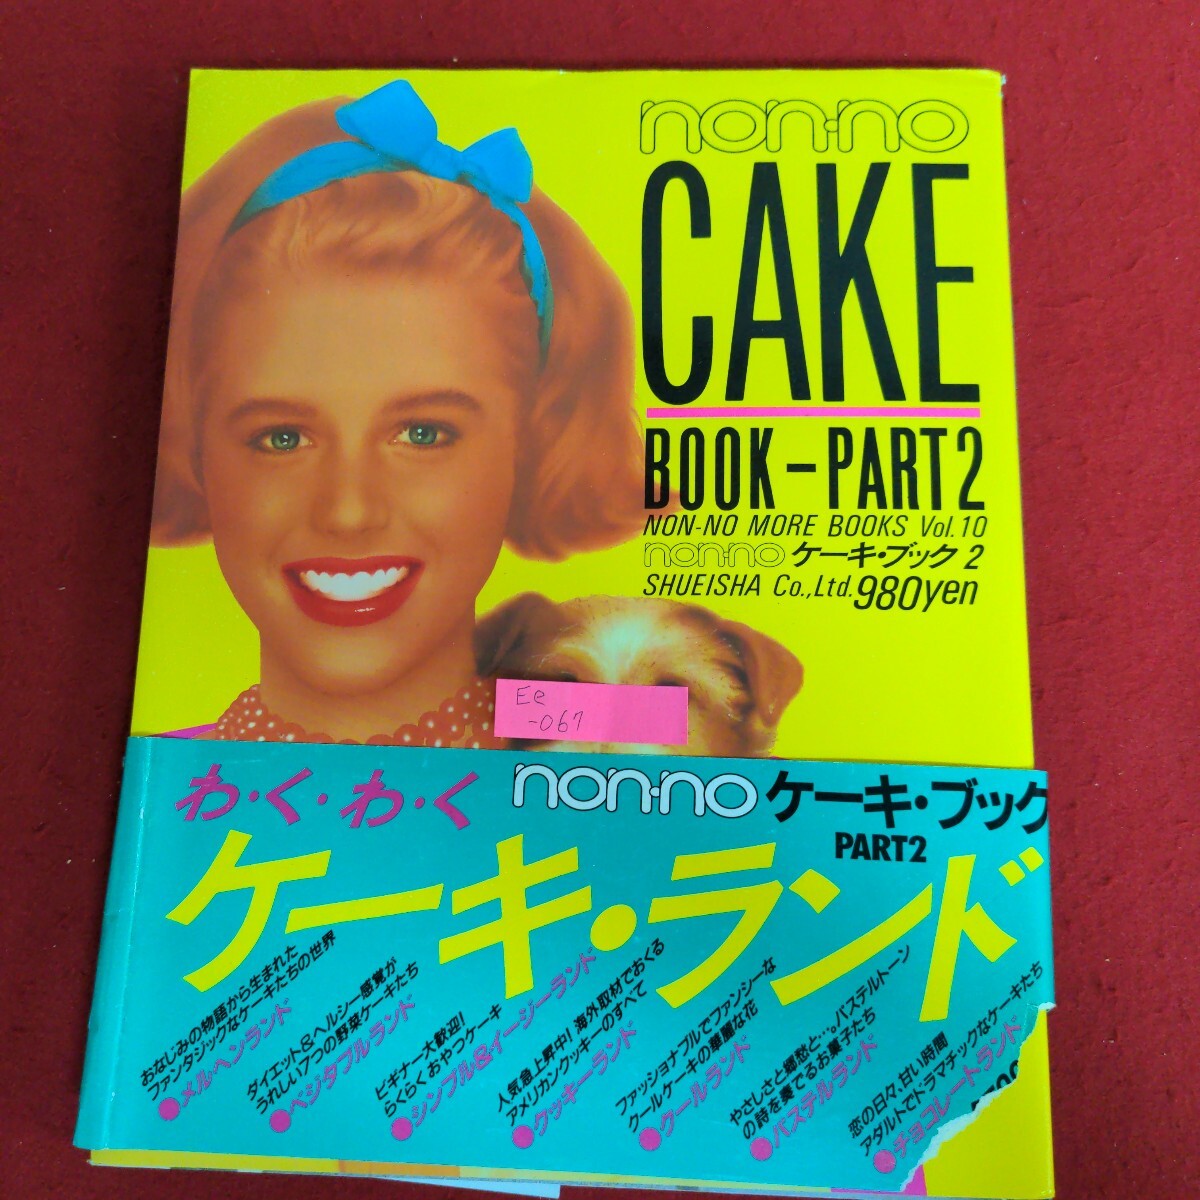 non·no
CAKE
BOOK-PART2
NON-NO MORE BOOKS Vol.10
non·no ケーキ・ブック 2
SHUEISHA Co.,Ltd. 980yen
Ee
-067
わ・く・わ・く
non·no ケーキ・ブック
PART2
ケーキ・ランド
おなじみの物語から生まれた
ファンタジックなケーキたちの世界
●メルヘンランド
ダイエット&ヘルシー感覚が
うれしい7つの野菜ケーキたち
●ベジタブルランド
ビギナー大歓迎!
らくらくおやつケーキ
●シンプル&イージーランド
人気急上昇中!海外取材でおくる
アメリカンクッキーのすべて
●クッキーランド
ファッショナブルでファンシーな
クールケーキの華麗な花
●クールランド
やさしさと郷愁と…。パステルトーン
の詩を奏でるお菓子たち
●パステルランド
恋の日々、甘い時間
アダルトでドラマチックなケーキたち
●チョコレートランド